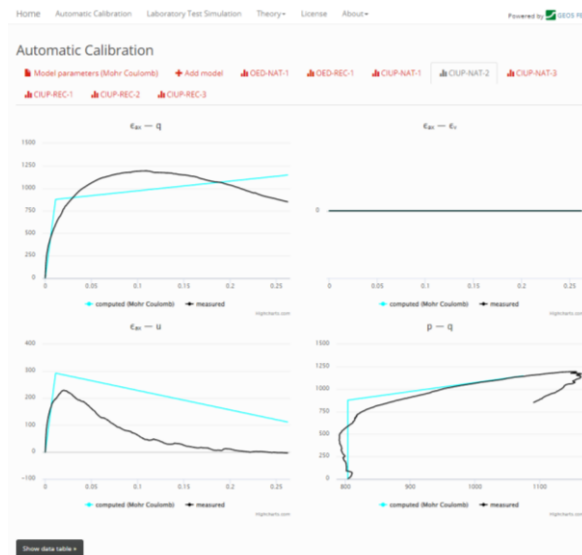 Home Automatic Calibration Laboratory Test Simulation Theory License About Powered by GEOS
Automatic Calibration
Model parameters (Mohr Coulomb) + Add model OED-NAT-1 OED-REC-1 CIUP-NAT-1 CIUP-NAT-2 CIUP-NAT-3
CIUP-REC-1 CIUP-REC-2 CIUP-REC-3
ϵax — q
1500
1250
1000
750
500
250
0
0 0.05 0.1 0.15 0.2 0.25
computed (Mohr Coulomb) measured
Highcharts.com
ϵax — ϵv
0
0 0.05 0.1 0.15 0.2 0.25
computed (Mohr Coulomb) measured
Highcharts.com
ϵax — u
400
300
200
100
0
-100
0 0.05 0.1 0.15 0.2 0.25
computed (Mohr Coulomb) measured
Highcharts.com
p — q
1500
1250
1000
750
500
250
0
800 900 1000 1100
computed (Mohr Coulomb) measured
Highcharts.com
Show data table »